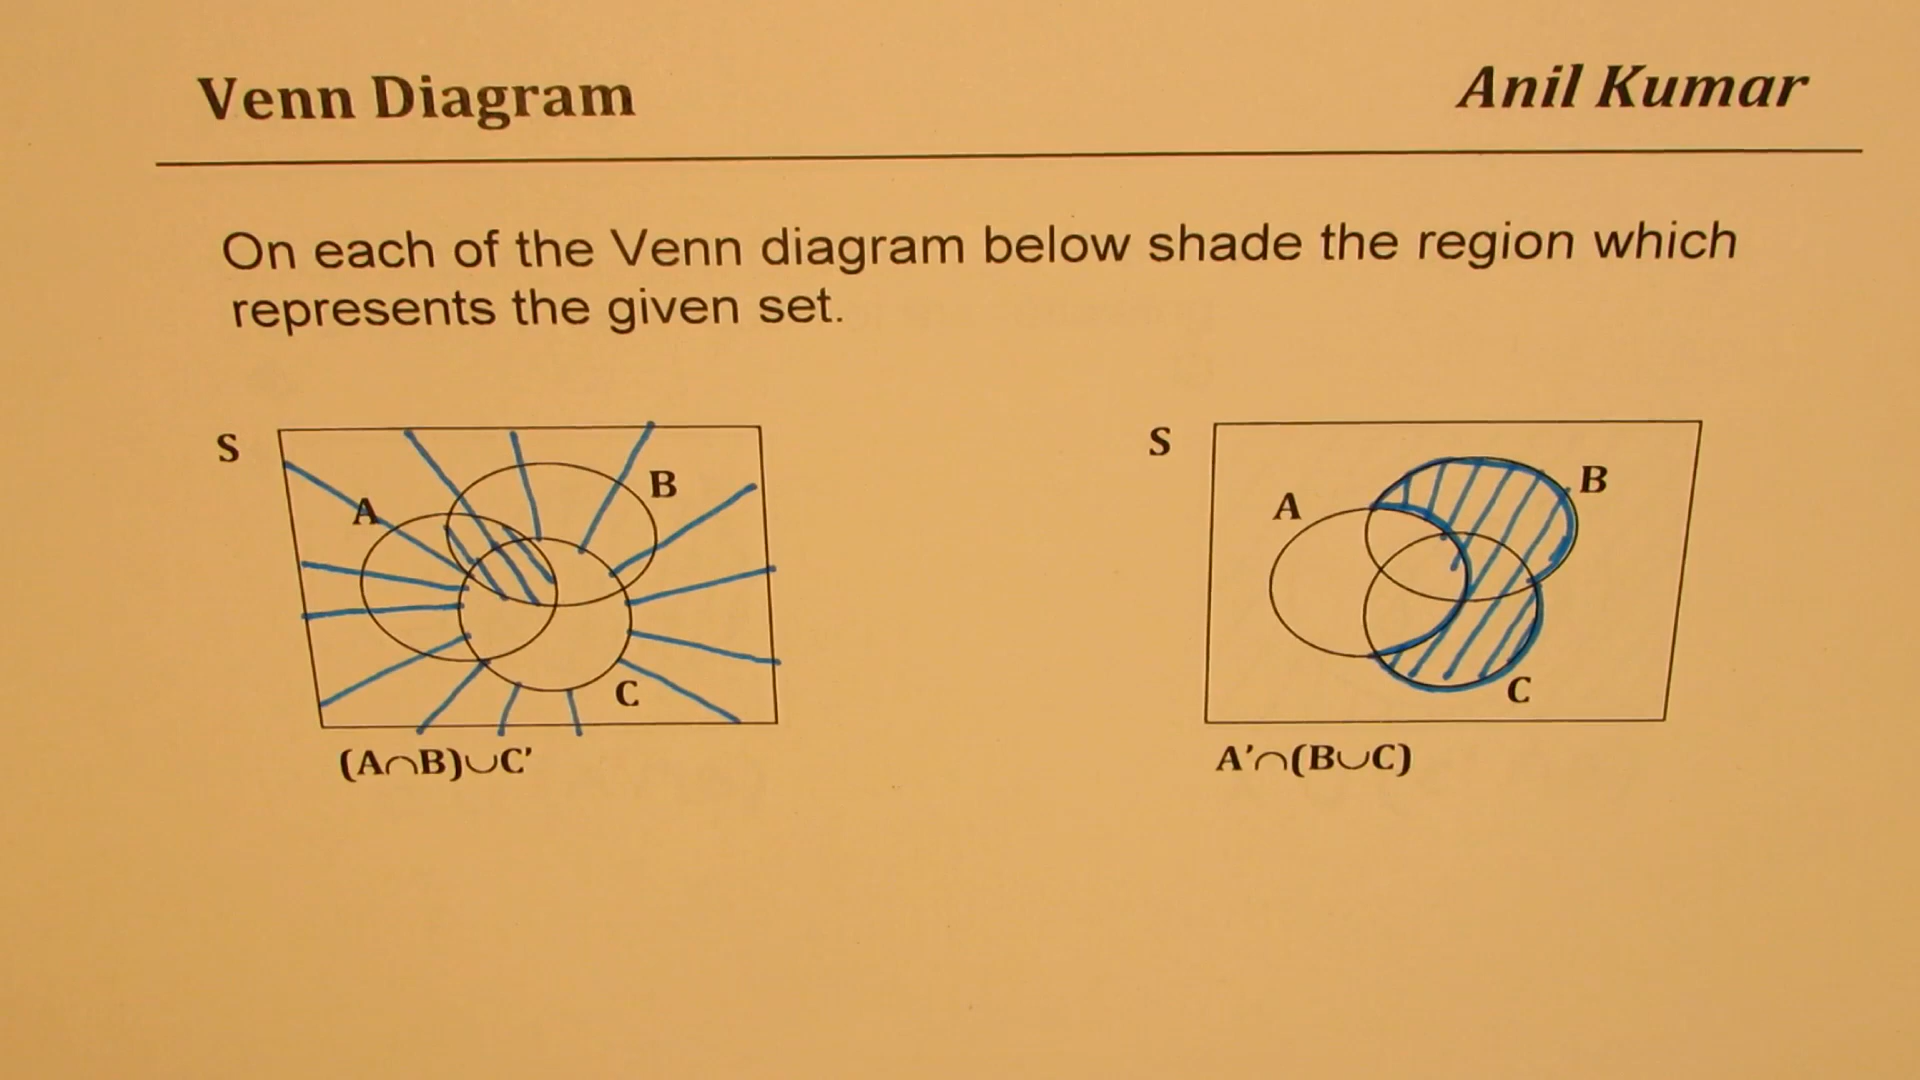 Venn Diagram
Anil Kumar
On each of the Venn diagram below shade the region which
represents the given set.
S
A
B
C
(A∩B)∪C'
S
A
B
C
A'∩(B∪C)